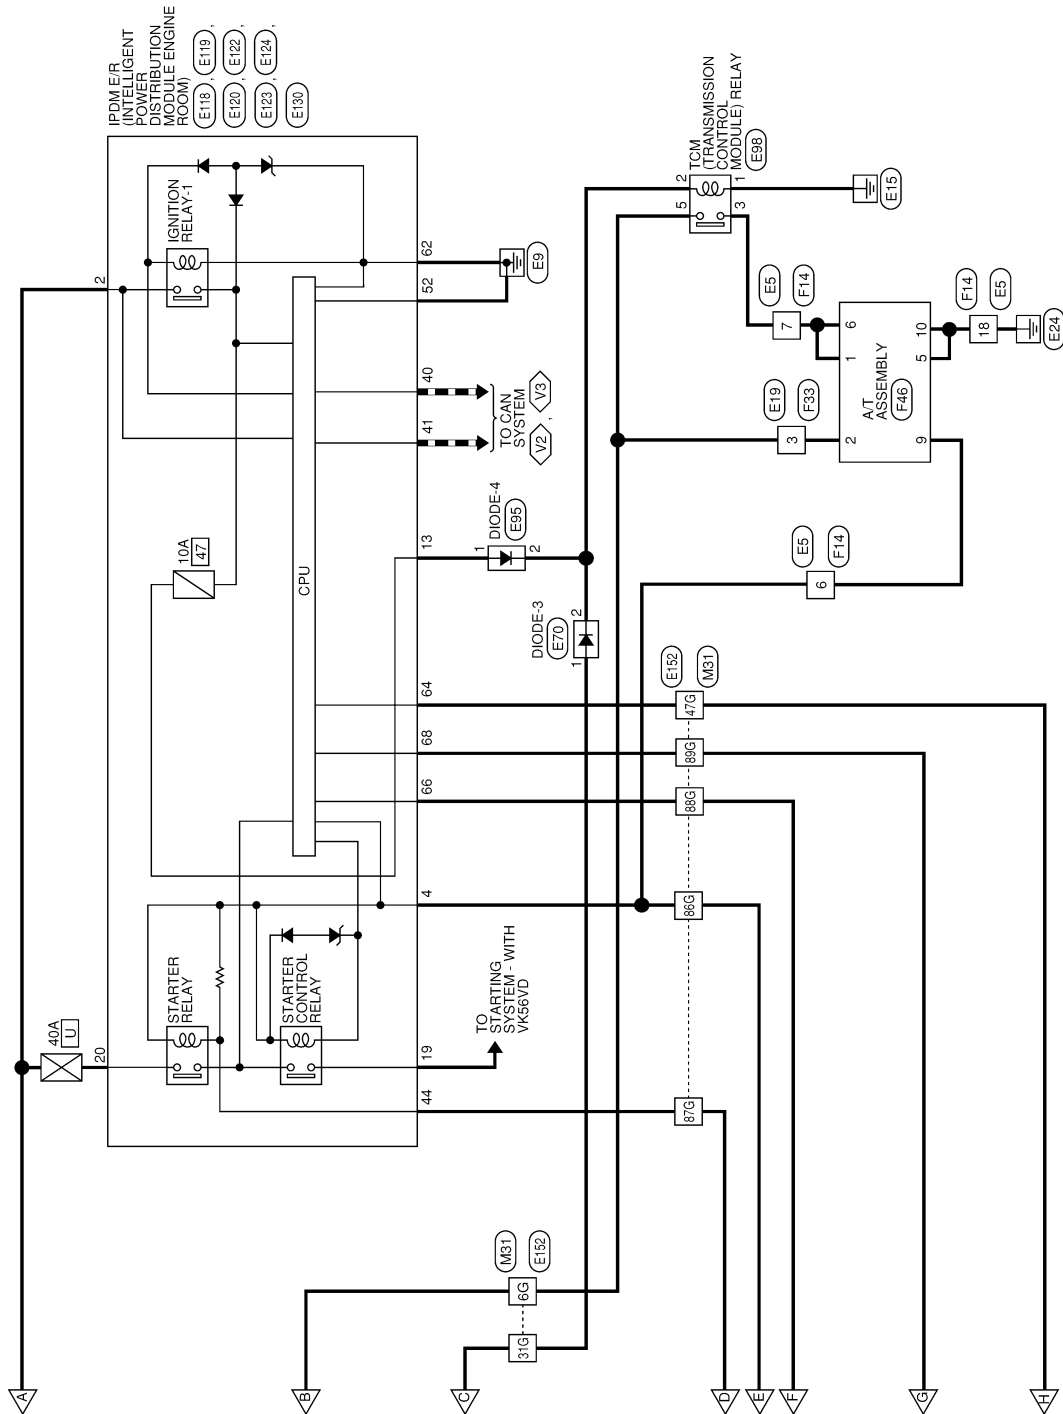 IPDM E/R
(INTELLIGENT
POWER
DISTRIBUTION
MODULE ENGINE
ROOM)
E118 , E119 ,
E120 , E122 ,
E123 , E124 ,
E130
2
IGNITION
RELAY-1
62
52
E9
40
41
TO CAN
SYSTEM
V2 , V3
10A
47
CPU
13
DIODE-4
E95
1
2
DIODE-3
E70
1
2
TCM
(TRANSMISSION
CONTROL
MODULE) RELAY
E98
2
5
1
3
E15
E5
F14
7
F14
E5
18
E24
6
1
10
5
A/T
ASSEMBLY
F46
2
9
E19
F33
3
E5
F14
6
64
68
66
4
E152
M31
47G
89G
88G
86G
87G
40A
U
20
STARTER
RELAY
STARTER
CONTROL
RELAY
19
44
TO
STARTING
SYSTEM - WITH
VK56VD
M31
E152
6G
31G
A
B
C
D
E
F
G
H